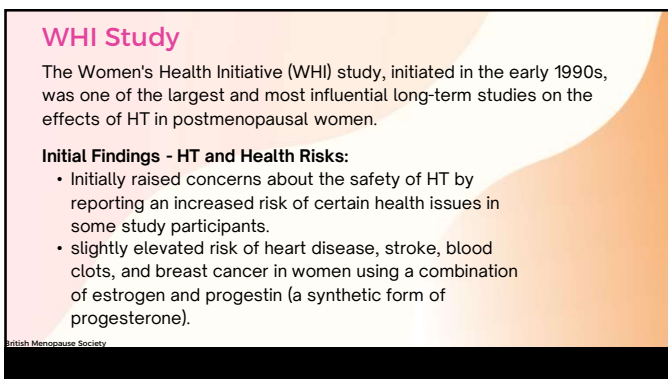 WHI Study
The Women's Health Initiative (WHI) study, initiated in the early 1990s,
was one of the largest and most influential long-term studies on the
effects of HT in postmenopausal women.
Initial Findings - HT and Health Risks:
• Initially raised concerns about the safety of HT by
reporting an increased risk of certain health issues in
some study participants.
• slightly elevated risk of heart disease, stroke, blood
clots, and breast cancer in women using a combination
of estrogen and progestin (a synthetic form of
progesterone).
British Menopause Society